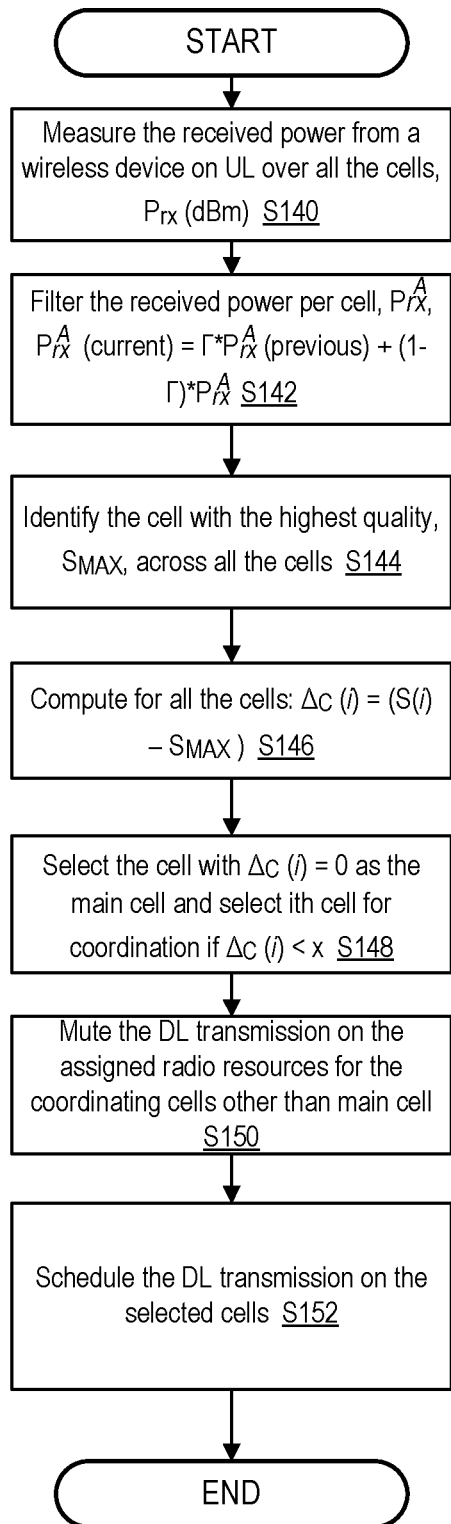 START
Measure the received power from a
wireless device on UL over all the cells,
Prx (dBm) S140
Filter the received power per cell, P_rx^A,
P_rx^A (current) = Γ*P_rx^A (previous) + (1-
Γ)*P_rx^A S142
Identify the cell with the highest quality,
SMAX, across all the cells S144
Compute for all the cells: ΔC (i) = (S(i)
– SMAX ) S146
Select the cell with ΔC (i) = 0 as the
main cell and select ith cell for
coordination if ΔC (i) < x S148
Mute the DL transmission on the
assigned radio resources for the
coordinating cells other than main cell
S150
Schedule the DL transmission on the
selected cells S152
END